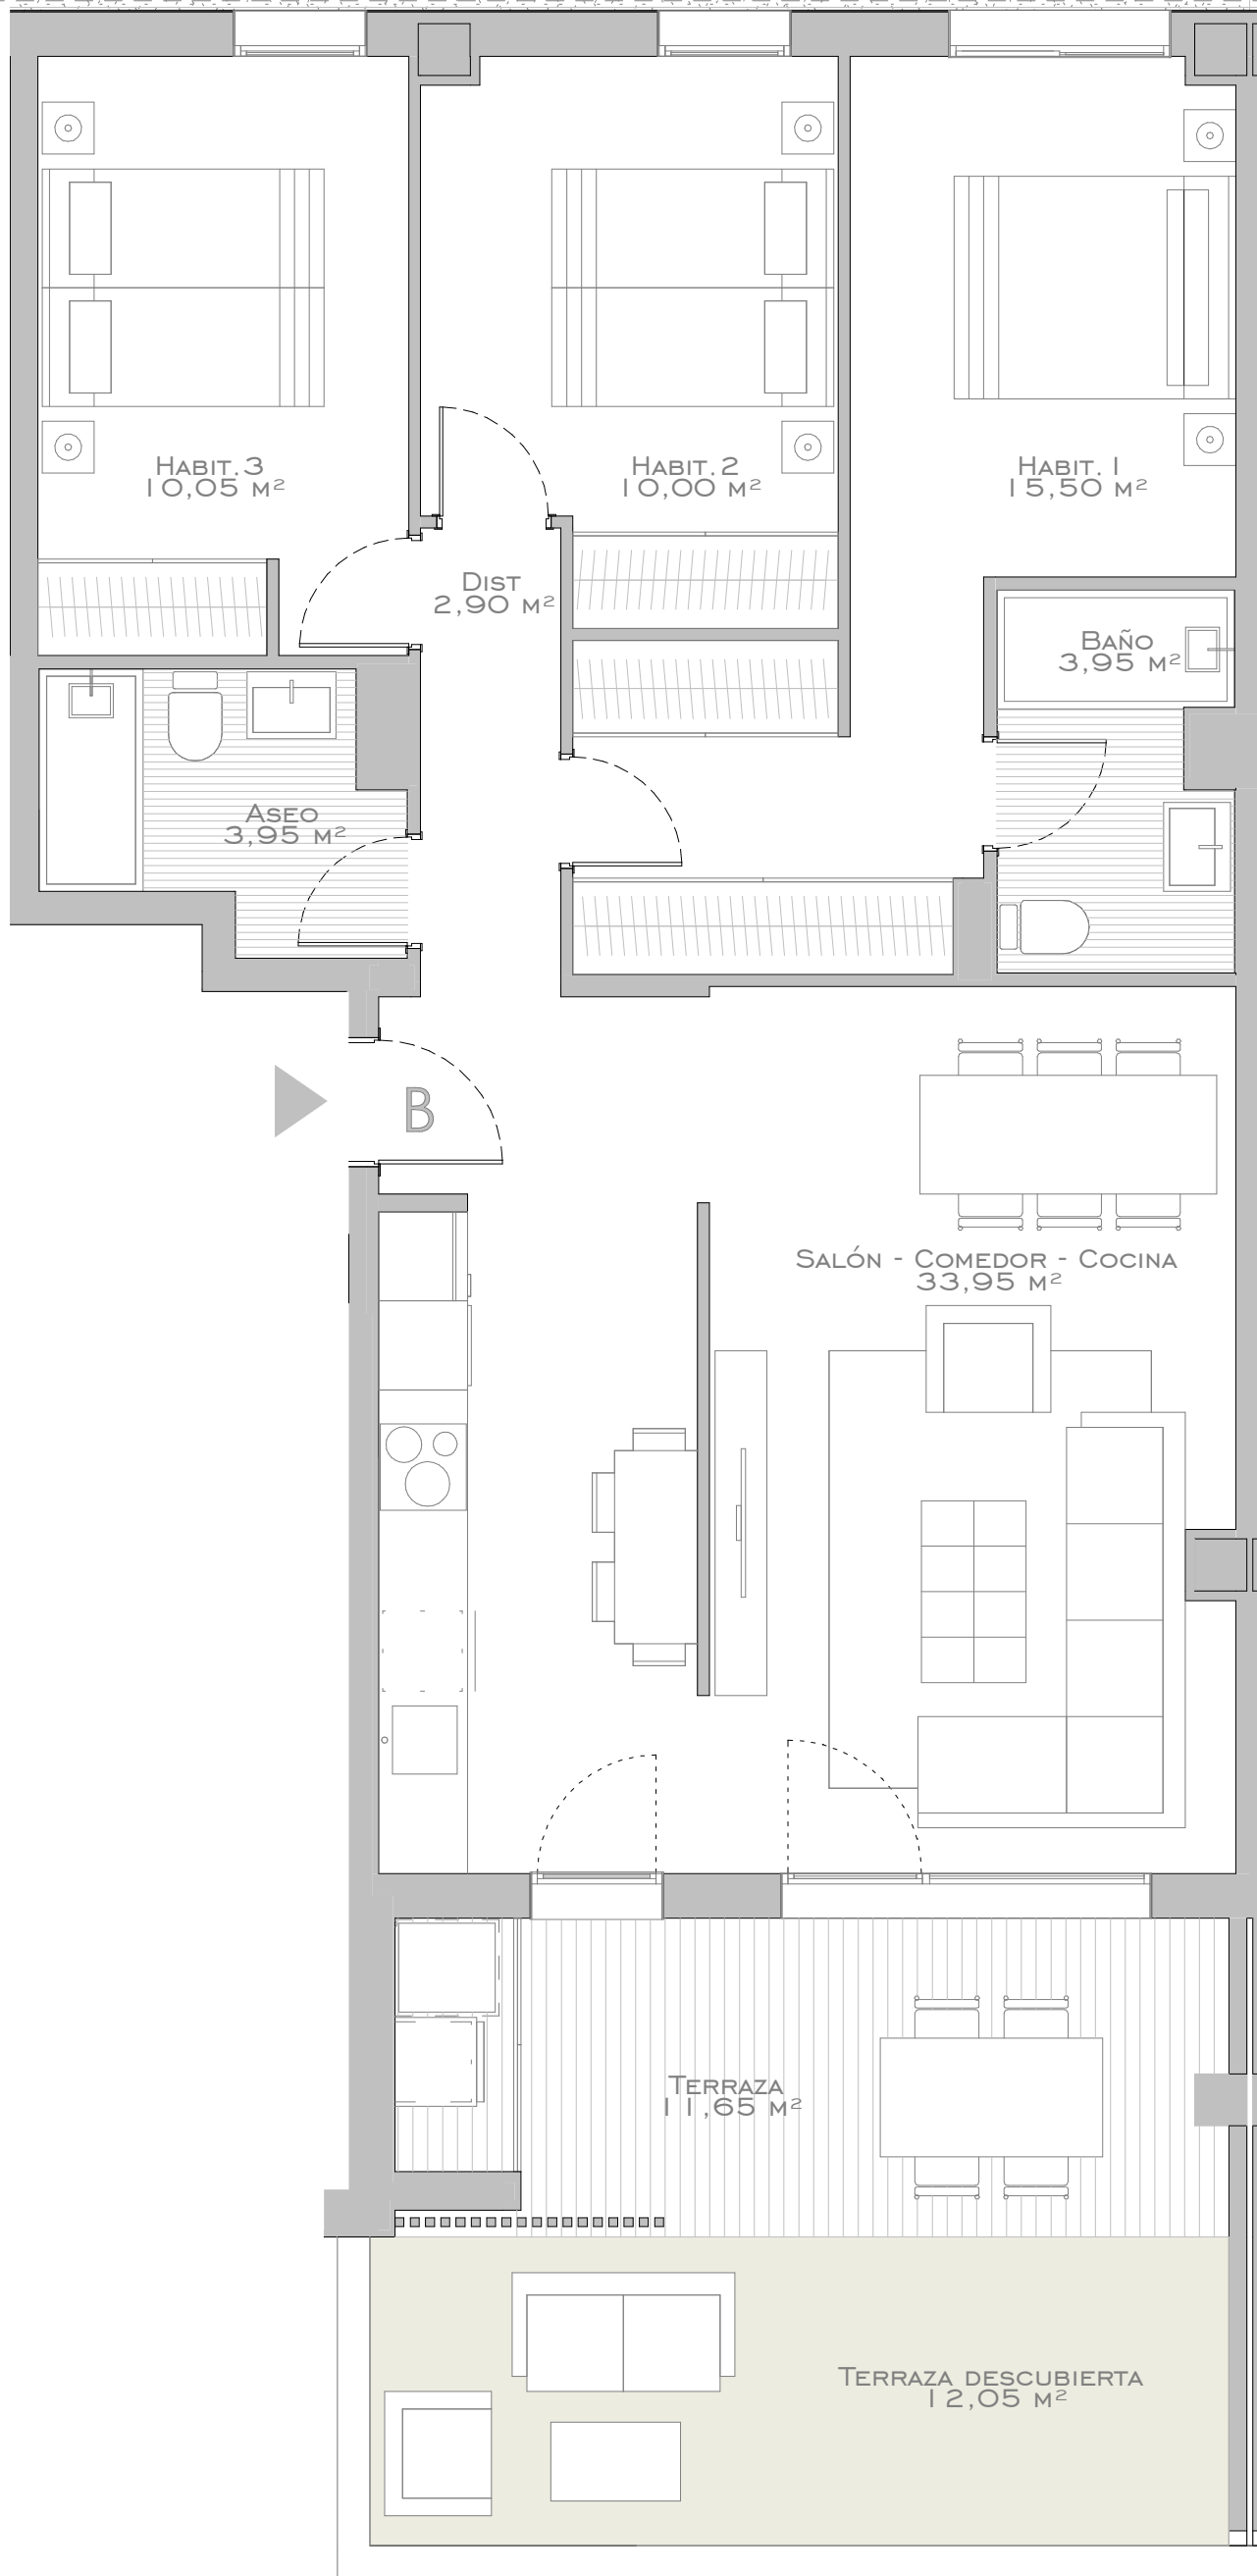 Habit. 3
10,05 m²
Habit. 2
10,00 m²
Habit. 1
15,50 m²
Dist
2,90 m²
Baño
3,95 m²
Aseo
3,95 m²
B
Salón - Comedor - Cocina
33,95 m²
Terraza
11,65 m²
Terraza descubierta
12,05 m²